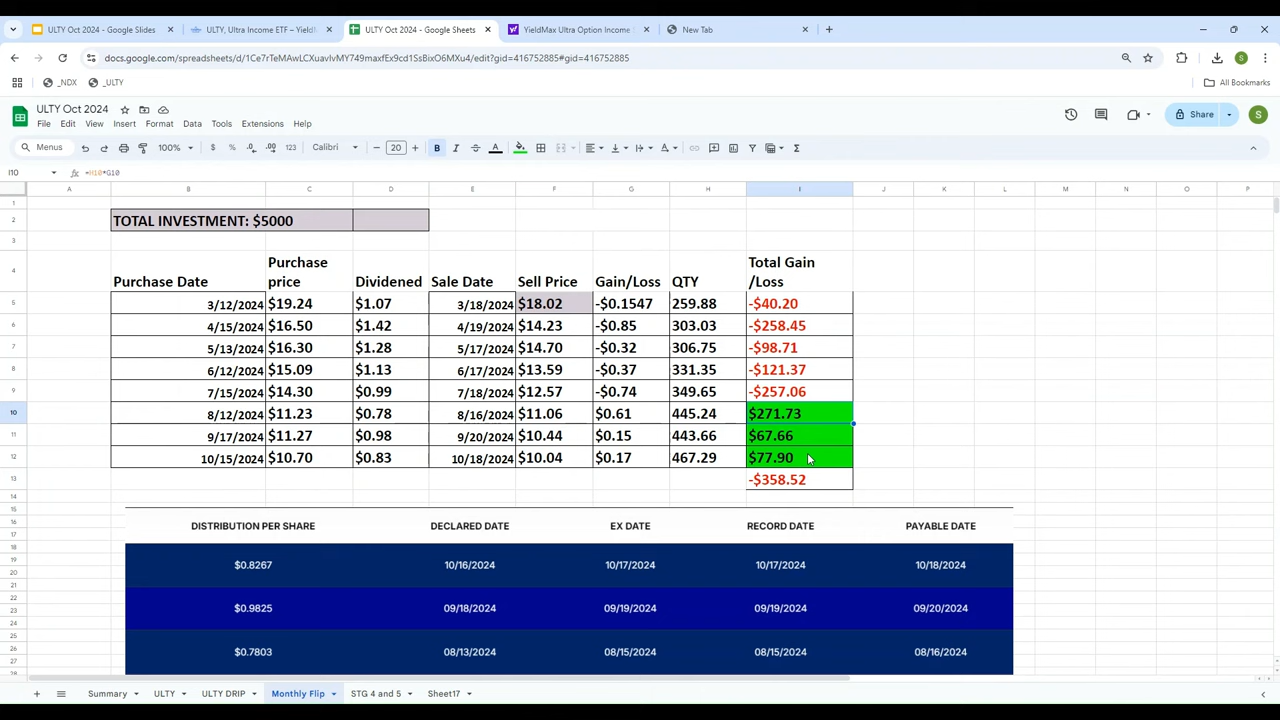 ULTY Oct 2024 - Google Slides
ULTY, Ultra Income ETF – Yield
ULTY Oct 2024 - Google Sheets
YieldMax Ultra Option Income
New Tab
docs.google.com/spreadsheets/d/1Ce7rTeMAwLCXuavIvMY749maxfEx9cd1SsBixO6MXu4/edit?gid=416752885#gid=416752885
_NDX
_ULTY
All Bookmarks
ULTY Oct 2024
File Edit View Insert Format Data Tools Extensions Help
Share
S
Menus
100%
$ % .0 .00 123
Calibri
20
I10
=H10*G10
A B C D E F G H I J K L M N O P
TOTAL INVESTMENT: $5000
Purchase Date Purchase price Dividened Sale Date Sell Price Gain/Loss QTY Total Gain /Loss
3/12/2024 $19.24 $1.07 3/18/2024 $18.02 -$0.1547 259.88 -$40.20
4/15/2024 $16.50 $1.42 4/19/2024 $14.23 -$0.85 303.03 -$258.45
5/13/2024 $16.30 $1.28 5/17/2024 $14.70 -$0.32 306.75 -$98.71
6/12/2024 $15.09 $1.13 6/17/2024 $13.59 -$0.37 331.35 -$121.37
7/15/2024 $14.30 $0.99 7/18/2024 $12.57 -$0.74 349.65 -$257.06
8/12/2024 $11.23 $0.78 8/16/2024 $11.06 $0.61 445.24 $271.73
9/17/2024 $11.27 $0.98 9/20/2024 $10.44 $0.15 443.66 $67.66
10/15/2024 $10.70 $0.83 10/18/2024 $10.04 $0.17 467.29 $77.90
-$358.52
DISTRIBUTION PER SHARE DECLARED DATE EX DATE RECORD DATE PAYABLE DATE
$0.8267 10/16/2024 10/17/2024 10/17/2024 10/18/2024
$0.9825 09/18/2024 09/19/2024 09/19/2024 09/20/2024
$0.7803 08/13/2024 08/15/2024 08/15/2024 08/16/2024
Summary ULTY ULTY DRIP Monthly Flip STG 4 and 5 Sheet17